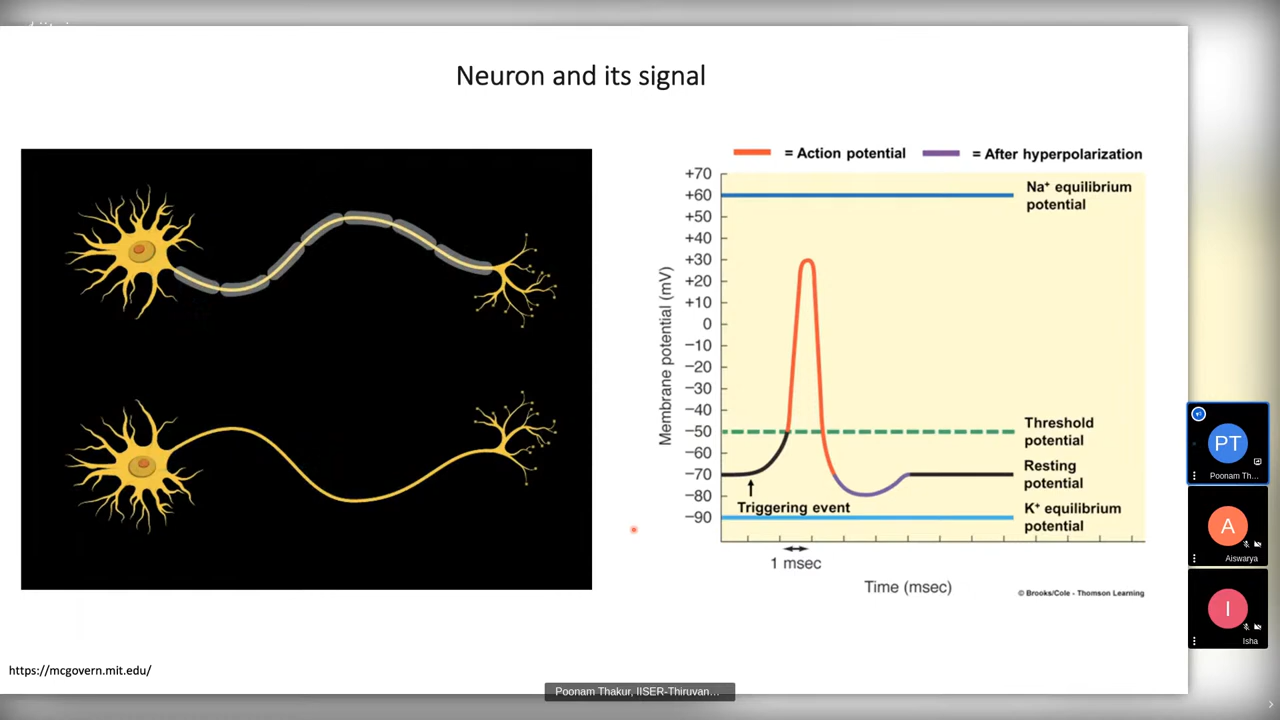 Neuron and its signal
= Action potential
= After hyperpolarization
+70
+60
+50
+40
+30
+20
+10
0
−10
−20
−30
−40
−50
−60
−70
−80
−90
Membrane potential (mV)
Na⁺ equilibrium
potential
Threshold
potential
Resting
potential
K⁺ equilibrium
potential
Triggering event
1 msec
Time (msec)
© Brooks/Cole - Thomson Learning
https://mcgovern.mit.edu/
Poonam Thakur, IISER-Thiruvan...
PT
Poonam Th...
A
Aiswarya
I
Isha